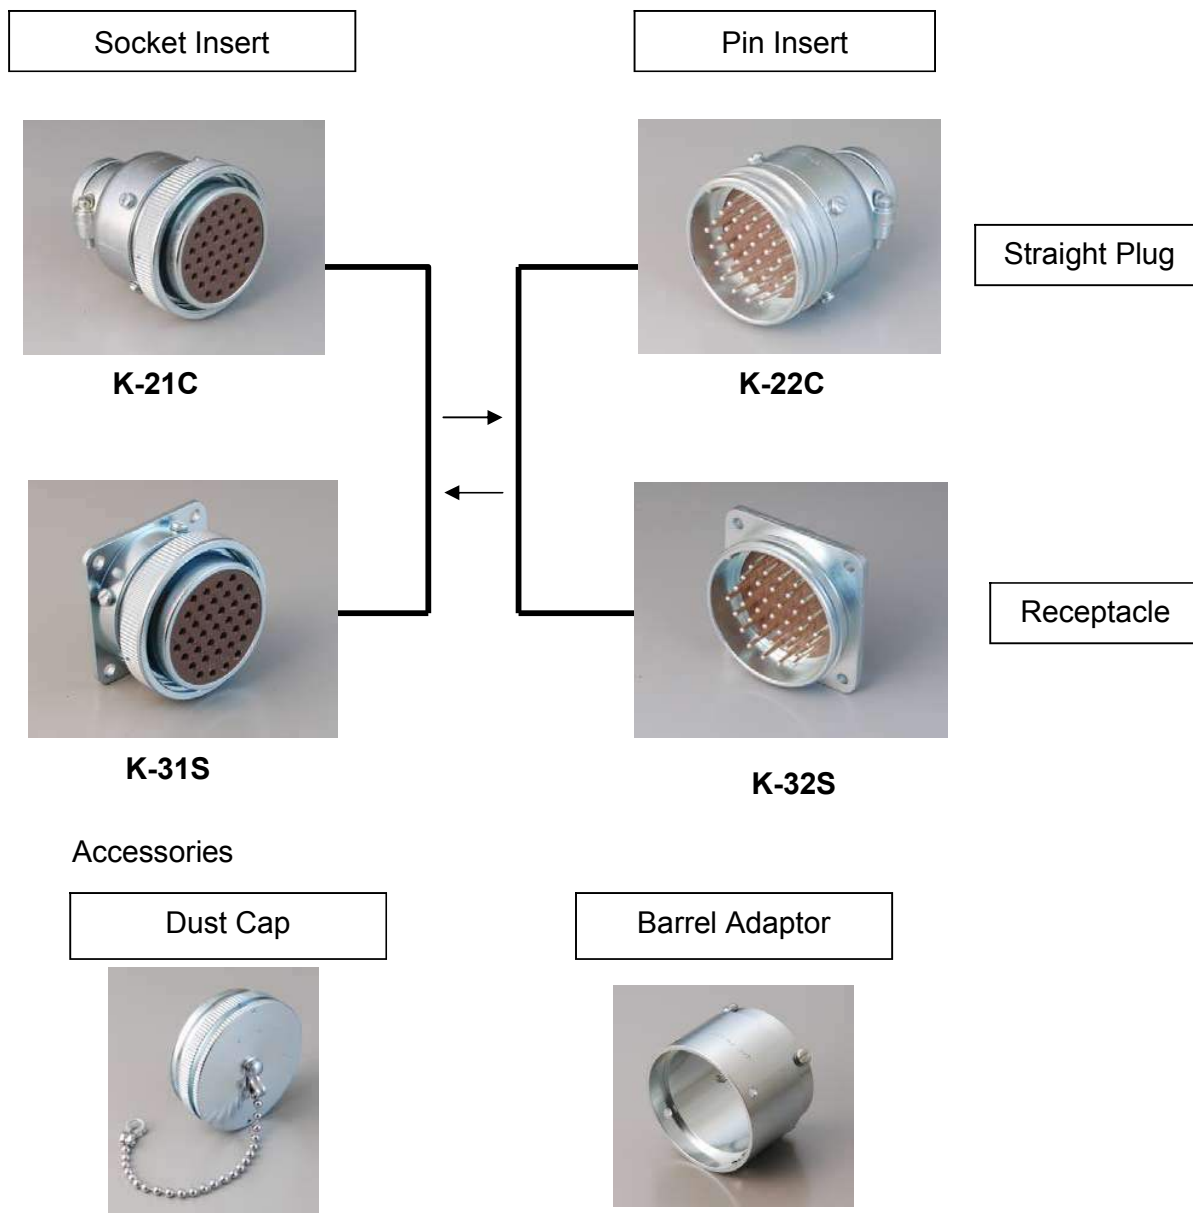 Socket Insert
Pin Insert
Straight Plug
K-21C
K-22C
Receptacle
K-31S
K-32S
Accessories
Dust Cap
Barrel Adaptor